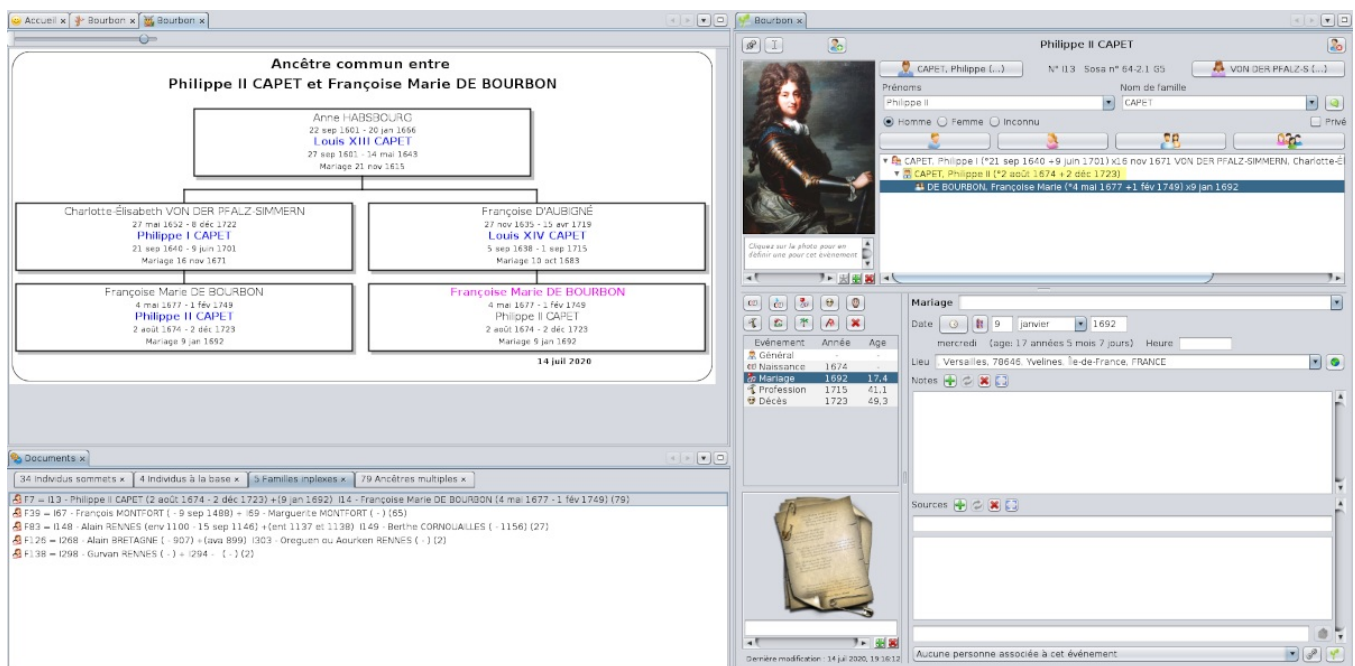 Accueil x Bourbon x Bourbon x
Ancêtre commun entre
Philippe II CAPET et Françoise Marie DE BOURBON
Anne HABSBOURG
22 sep 1601 - 20 jan 1666
Louis XIII CAPET
27 sep 1601 - 14 mai 1643
Mariage 21 nov 1615
Charlotte-Élisabeth VON DER PFALZ-SIMMERN
27 mai 1652 - 8 déc 1722
Philippe I CAPET
21 sep 1640 - 9 juin 1701
Mariage 16 nov 1671
Françoise D'AUBIGNÉ
27 nov 1635 - 15 avr 1719
Louis XIV CAPET
5 sep 1638 - 1 sep 1715
Mariage 10 oct 1683
Françoise Marie DE BOURBON
4 mai 1677 - 1 fév 1749
Philippe II CAPET
2 août 1674 - 2 déc 1723
Mariage 9 jan 1692
Françoise Marie DE BOURBON
4 mai 1677 - 1 fév 1749
Philippe II CAPET
2 août 1674 - 2 déc 1723
Mariage 9 jan 1692
14 juil 2020
Documents x
34 Individus sommets x 4 Individus à la base x 5 Familles inplexes x 79 Ancêtres multiples x
F7 = I13 - Philippe II CAPET (2 août 1674 - 2 déc 1723) +(9 jan 1692) I14 - Françoise Marie DE BOURBON (4 mai 1677 - 1 fév 1749) (79)
F39 = I67 - François MONTFORT ( - 9 sep 1488) + I69 - Marguerite MONTFORT ( - ) (65)
F83 = I148 - Alain RENNES (env 1100 - 15 sep 1146) +(ent 1137 et 1138) I149 - Berthe CORNOUAILLES ( - 1156) (27)
F126 = I268 - Alain BRETAGNE ( - 907) +(ava 899) I303 - Oreguen ou Aourken RENNES ( - ) (2)
F138 = I298 - Gurvan RENNES ( - ) + I294 - ( - ) (2)
Bourbon x
Philippe II CAPET
CAPET, Philippe (...) N° I13 Sosa n° 64-2.1 G5 VON DER PFALZ-S (...)
Prénoms Nom de famille
Philippe II CAPET
Homme Femme Inconnu Privé
CAPET, Philippe I (*21 sep 1640 +9 juin 1701) x16 nov 1671 VON DER PFALZ-SIMMERN, Charlotte-Él
CAPET, Philippe II (*2 août 1674 +2 déc 1723)
DE BOURBON, Françoise Marie (*4 mai 1677 +1 fév 1749) x9 jan 1692
Cliquez sur la photo pour en
définir une pour cet événement
Evénement Année Age
Général - -
Naissance 1674 -
Mariage 1692 17,4
Profession 1715 41,1
Décès 1723 49,3
Mariage
Date 9 janvier 1692
mercredi (age: 17 années 5 mois 7 jours) Heure
Lieu , Versailles, 78646, Yvelines, Île-de-France, FRANCE
Notes
Sources
Aucune personne associée à cet événement
Dernière modification : 14 jul 2020, 19:16:12